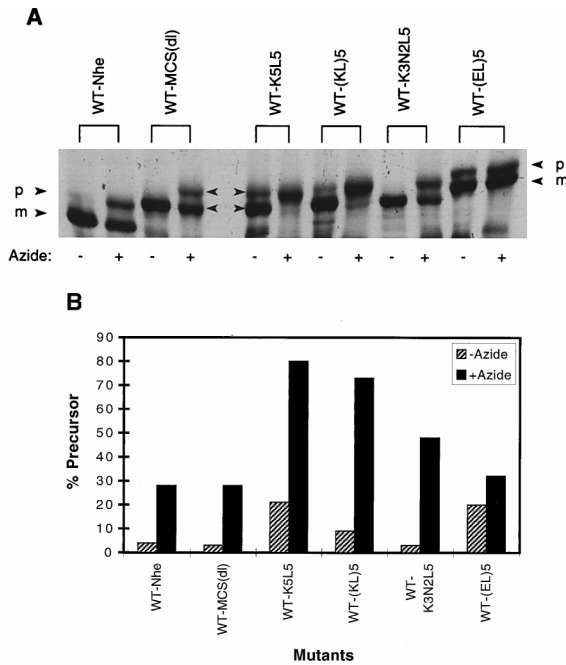 A
WT-Nhe
WT-MCS(dl)
WT-K5L5
WT-(KL)5
WT-K3N2L5
WT-(EL)5
p
m
p
m
Azide: - + - + - + - + - + - +
B
% Precursor
90
80
70
60
50
40
30
20
10
0
-Azide
+Azide
WT-Nhe
WT-MCS(dl)
WT-K5L5
WT-(KL)5
WT-
K3N2L5
WT-(EL)5
Mutants